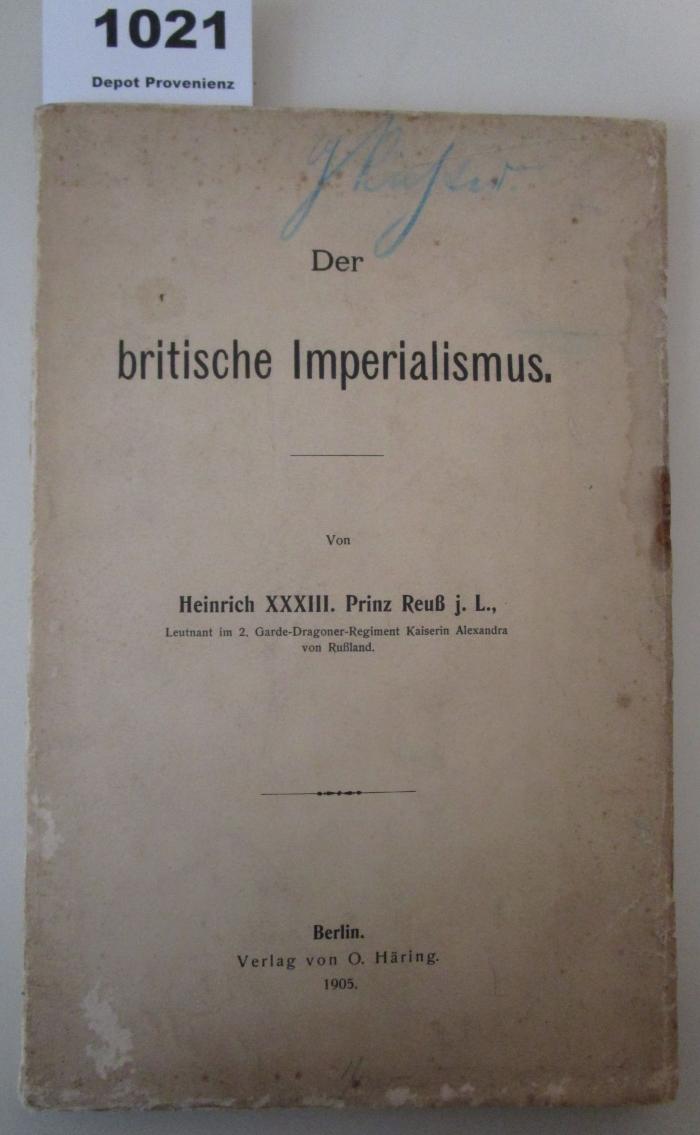 1021
Depot Provenienz
Der
britische Imperialismus.
Von
Heinrich XXXIII. Prinz Reuß j. L.,
Leutnant im 2. Garde-Dragoner-Regiment Kaiserin Alexandra
von Rußland.
Berlin.
Verlag von O. Häring.
1905.